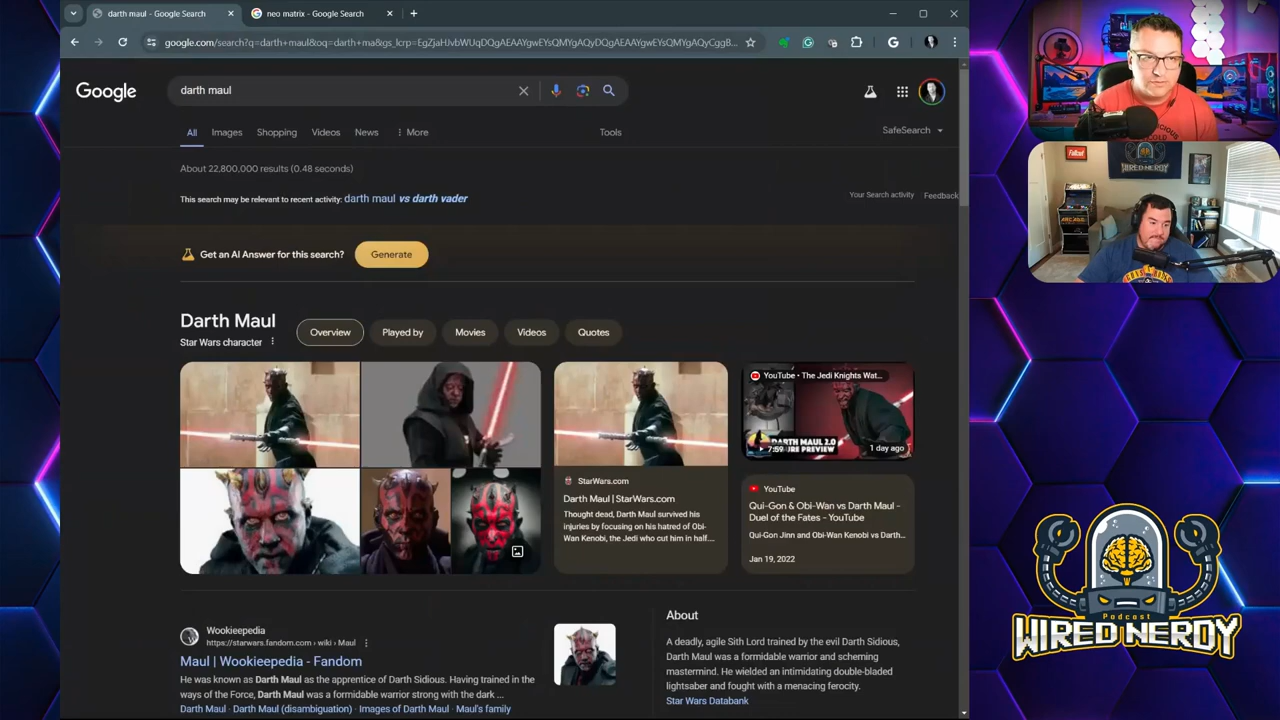 darth maul - Google Search
neo matrix - Google Search
Google
darth maul
All
Images
Shopping
Videos
News
More
Tools
SafeSearch
About 22,800,000 results (0.48 seconds)
This search may be relevant to recent activity: darth maul vs darth vader
Your Search activity
Feedback
Get an AI Answer for this search?
Generate
Darth Maul
Star Wars character
Overview
Played by
Movies
Videos
Quotes
StarWars.com
Darth Maul | StarWars.com
Thought dead, Darth Maul survived his
injuries by focusing on his hatred of Obi-
Wan Kenobi, the Jedi who cut him in half....
YouTube • The Jedi Knights Wat...
DARTH MAUL 2.0
7:59
URE PREVIEW
1 day ago
YouTube
Qui-Gon & Obi-Wan vs Darth Maul -
Duel of the Fates - YouTube
Qui-Gon Jinn and Obi-Wan Kenobi vs Darth...
Jan 19, 2022
Wookieepedia
https://starwars.fandom.com › wiki › Maul
Maul | Wookieepedia - Fandom
He was known as Darth Maul as the apprentice of Darth Sidious. Having trained in the
ways of the Force, Darth Maul was a formidable warrior strong with the dark ...
Darth Maul · Darth Maul (disambiguation) · Images of Darth Maul · Maul's family
About
A deadly, agile Sith Lord trained by the evil Darth Sidious,
Darth Maul was a formidable warrior and scheming
mastermind. He wielded an intimidating double-bladed
lightsaber and fought with a menacing ferocity.
Star Wars Databank
Fallout
WIRED NERDY
ARCADE
Podcast
WIRED NERDY